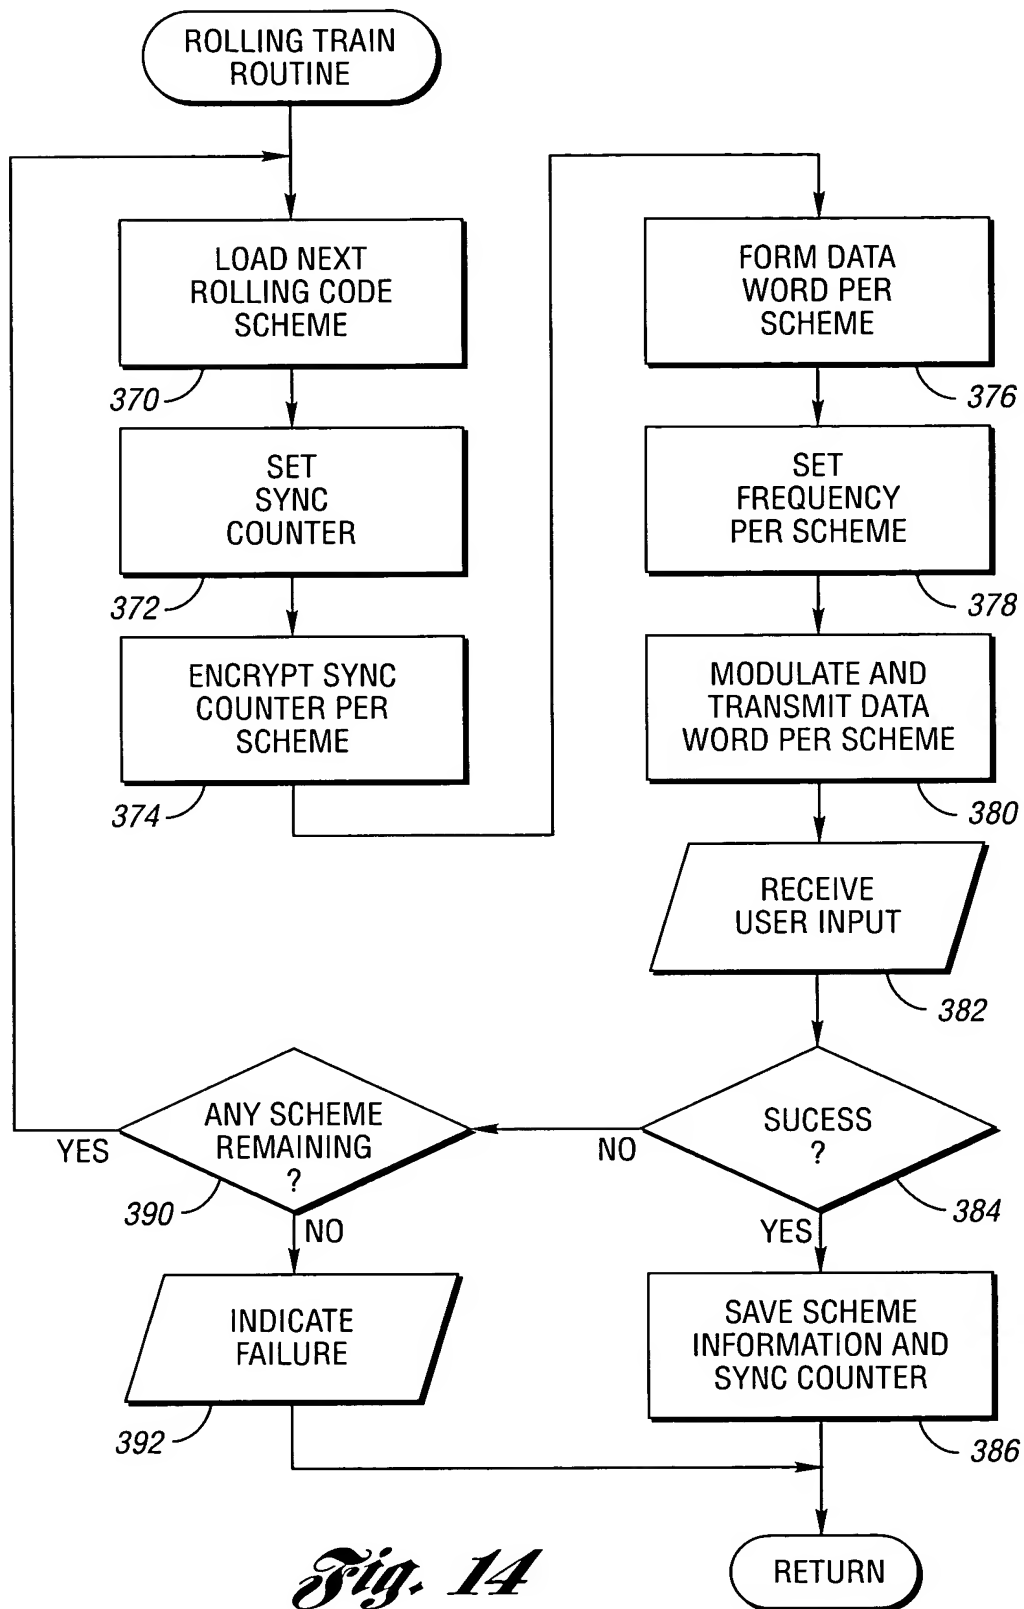 ROLLING TRAIN
ROUTINE
LOAD NEXT
ROLLING CODE
SCHEME
370
SET
SYNC
COUNTER
372
ENCRYPT SYNC
COUNTER PER
SCHEME
374
FORM DATA
WORD PER
SCHEME
376
SET
FREQUENCY
PER SCHEME
378
MODULATE AND
TRANSMIT DATA
WORD PER SCHEME
380
RECEIVE
USER INPUT
382
SUCESS
?
384
NO
YES
ANY SCHEME
REMAINING
?
390
YES
NO
INDICATE
FAILURE
392
SAVE SCHEME
INFORMATION AND
SYNC COUNTER
386
RETURN
Fig. 14